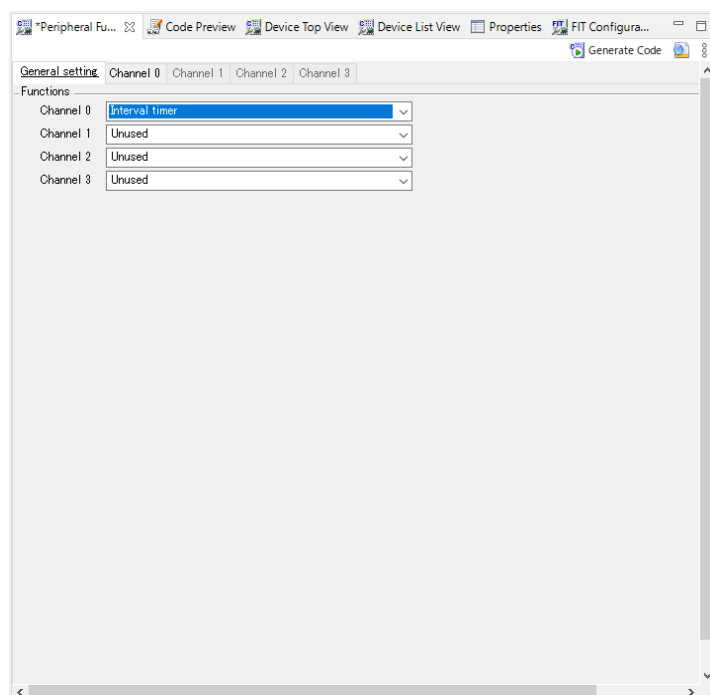 *Peripheral Fu... Code Preview Device Top View Device List View Properties FIT Configura...
Generate Code
General setting Channel 0 Channel 1 Channel 2 Channel 3
Functions
Channel 0 Interval timer
Channel 1 Unused
Channel 2 Unused
Channel 3 Unused